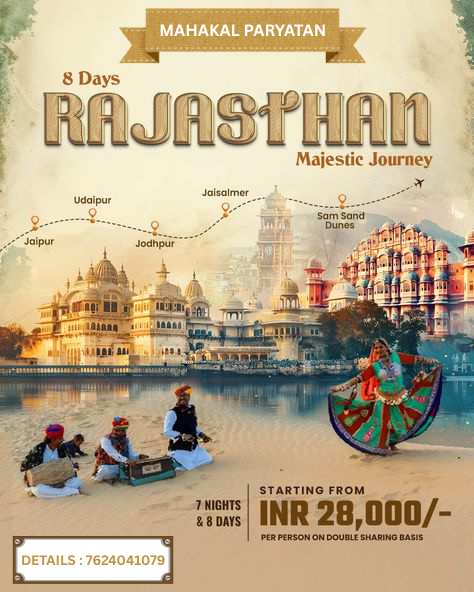 MAHAKAL PARYATAN
8 Days
RAJASTHAN
Majestic Journey
Jaipur
Udaipur
Jodhpur
Jaisalmer
Sam Sand
Dunes
7 NIGHTS
& 8 DAYS
STARTING FROM
INR 28,000/-
PER PERSON ON DOUBLE SHARING BASIS
DETAILS : 7624041079